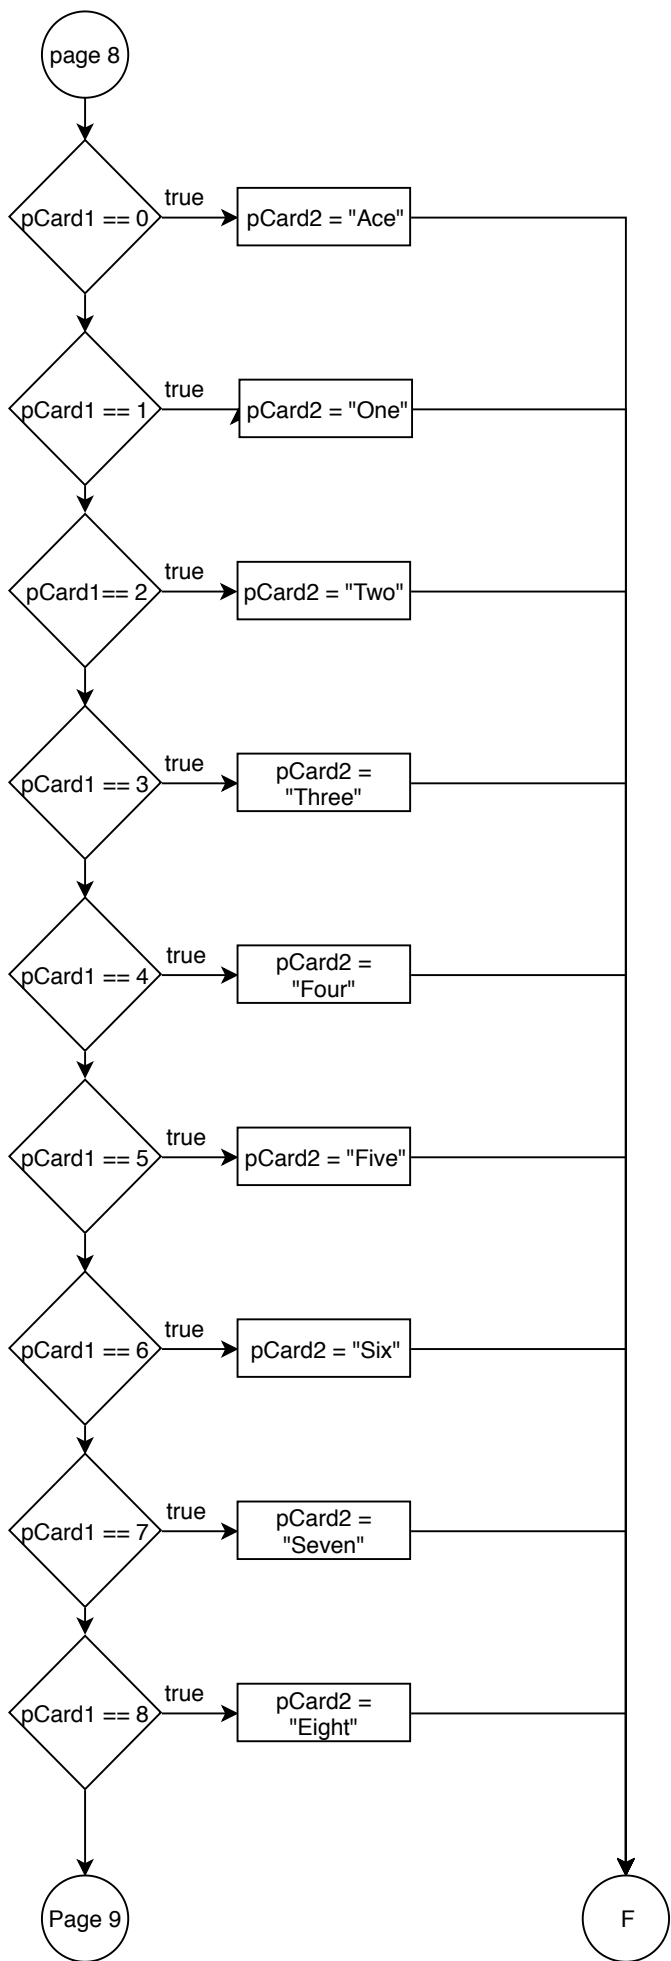 page 8
pCard1 == 0
true
pCard2 = "Ace"
pCard1 == 1
true
pCard2 = "One"
pCard1== 2
true
pCard2 = "Two"
pCard1 == 3
true
pCard2 =
"Three"
pCard1 == 4
true
pCard2 =
"Four"
pCard1 == 5
true
pCard2 = "Five"
pCard1 == 6
true
pCard2 = "Six"
pCard1 == 7
true
pCard2 =
"Seven"
pCard1 == 8
true
pCard2 =
"Eight"
Page 9
F